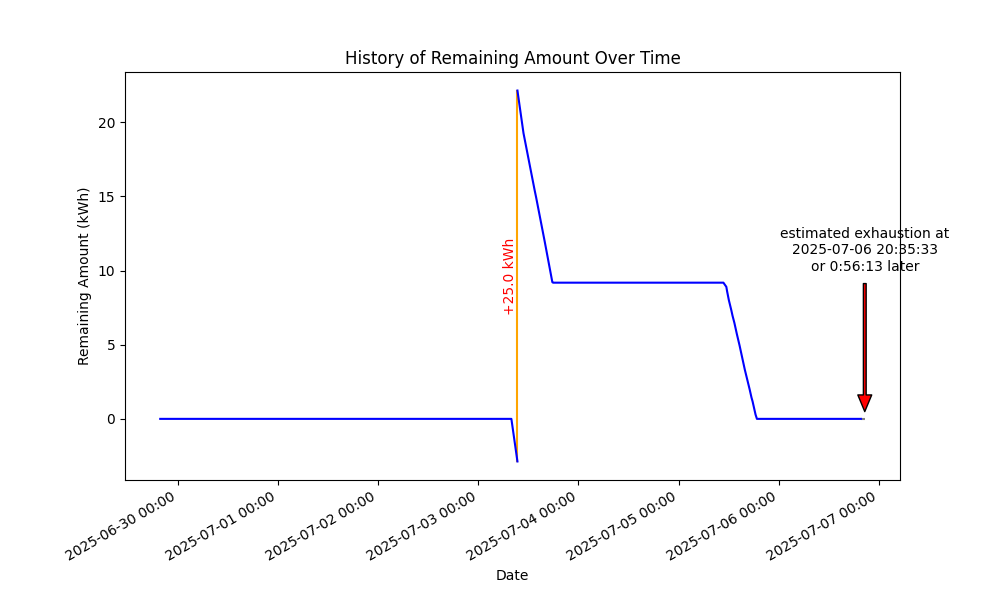 History of Remaining Amount Over Time
Remaining Amount (kWh)
20
15
10
5
0
+25.0 kWh
estimated exhaustion at
2025-07-06 20:35:33
or 0:56:13 later
2025-06-30 00:00
2025-07-01 00:00
2025-07-02 00:00
2025-07-03 00:00
2025-07-04 00:00
2025-07-05 00:00
2025-07-06 00:00
2025-07-07 00:00
Date